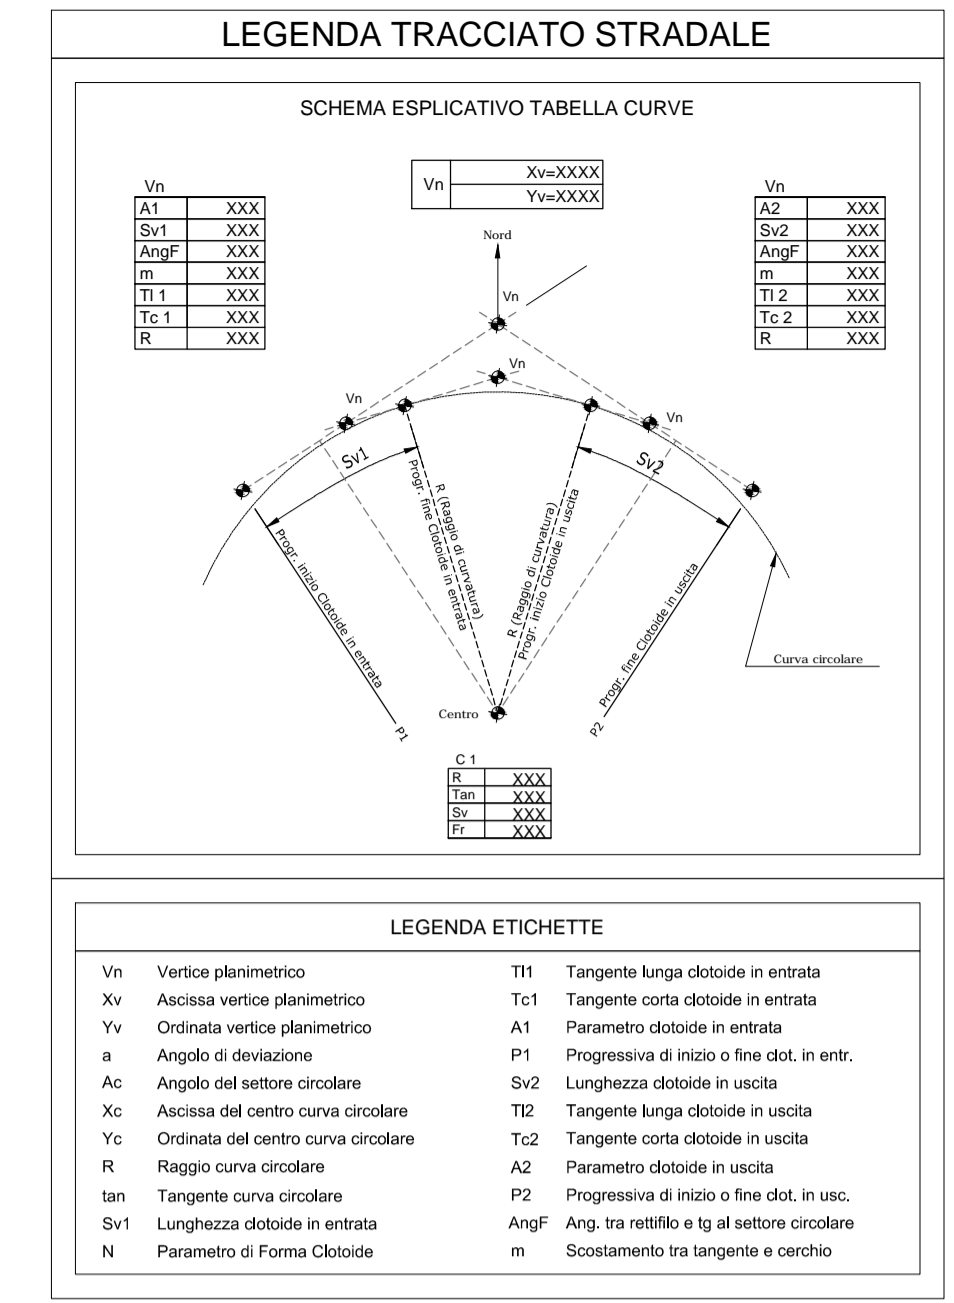 LEGENDA TRACCIATO STRADALE
SCHEMA ESPLICATIVO TABELLA CURVE
Vn Xv=XXXX
Yv=XXXX
Vn
A1 XXX
Sv1 XXX
AngF XXX
m XXX
Tl 1 XXX
Tc 1 XXX
R XXX
Vn
A2 XXX
Sv2 XXX
AngF XXX
m XXX
Tl 2 XXX
Tc 2 XXX
R XXX
Nord
Vn
Vn
Vn
Vn
Sv1
Sv2
Progr. inizio Clotoide in entrata
P1
R (Raggio di curvatura)
Progr. fine Clotoide in entrata
R (Raggio di curvatura)
Progr. inizio Clotoide in uscita
Progr. fine Clotoide in uscita
P2
Curva circolare
Centro
C 1
R XXX
Tan XXX
Sv XXX
Fr XXX
LEGENDA ETICHETTE
Vn Vertice planimetrico
Xv Ascissa vertice planimetrico
Yv Ordinata vertice planimetrico
a Angolo di deviazione
Ac Angolo del settore circolare
Xc Ascissa del centro curva circolare
Yc Ordinata del centro curva circolare
R Raggio curva circolare
tan Tangente curva circolare
Sv1 Lunghezza clotoide in entrata
N Parametro di Forma Clotoide
Tl1 Tangente lunga clotoide in entrata
Tc1 Tangente corta clotoide in entrata
A1 Parametro clotoide in entrata
P1 Progressiva di inizio o fine clot. in entr.
Sv2 Lunghezza clotoide in uscita
Tl2 Tangente lunga clotoide in uscita
Tc2 Tangente corta clotoide in uscita
A2 Parametro clotoide in uscita
P2 Progressiva di inizio o fine clot. in usc.
AngF Ang. tra rettifilo e tg al settore circolare
m Scostamento tra tangente e cerchio